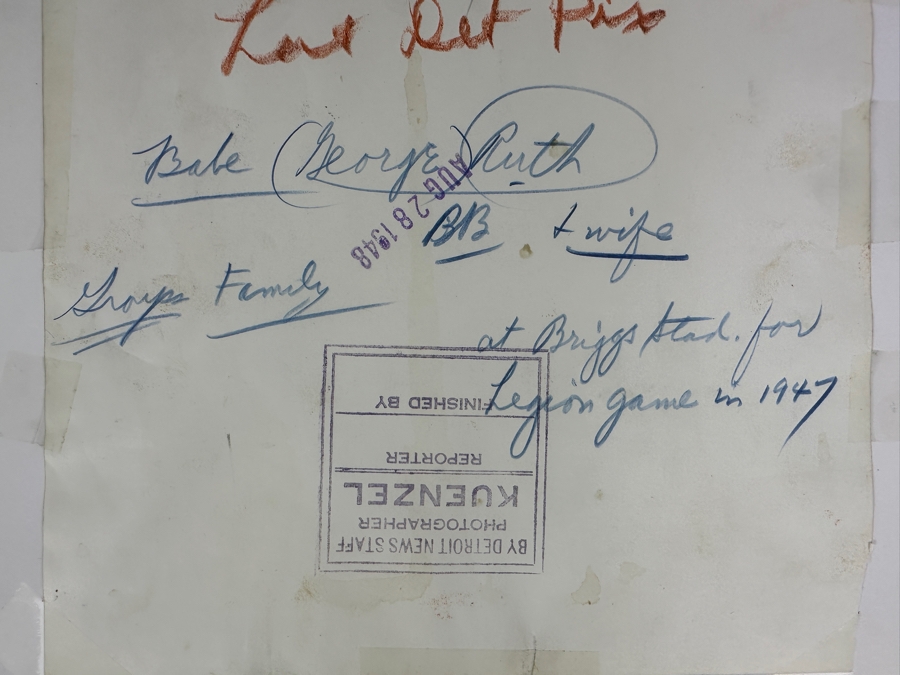 Last Det Pix
Babe (George) Ruth
AUG 28 1948
BB & wife
Groups Family
at Briggs Stad. for
Legion game in 1947
BY DETROIT NEWS STAFF
PHOTOGRAPHER
KUENZEL
REPORTER
FINISHED BY